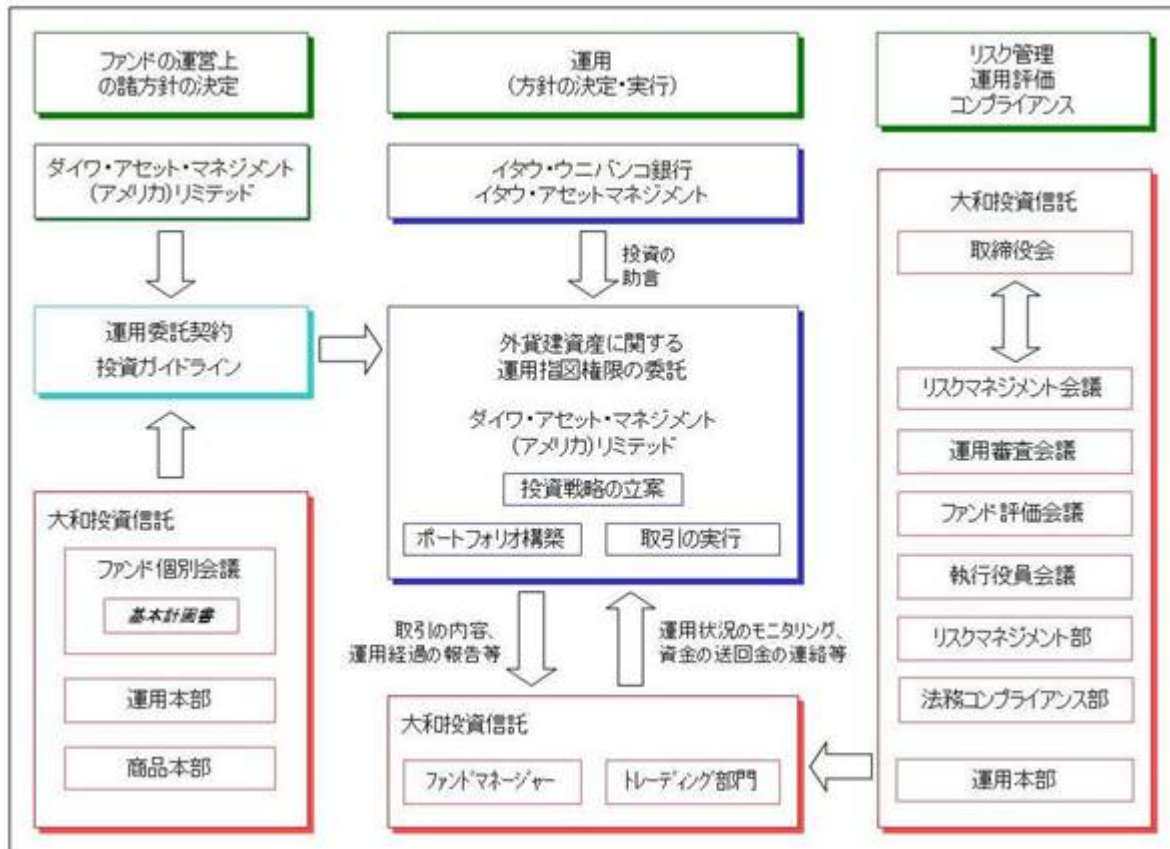 ファンドの運営上
の諸方針の決定
運用
(方針の決定・実行)
リスク管理
運用評価
コンプライアンス
ダイワ・アセット・マネジメント
(アメリカ)リミテッド
イタウ・ウニバンコ銀行
イタウ・アセットマネジメント
投資の
助言
運用委託契約
投資ガイドライン
外貨建資産に関する
運用指図権限の委託
ダイワ・アセット・マネジメント
(アメリカ)リミテッド
投資戦略の立案
ポートフォリオ構築
取引の実行
大和投資信託
ファンド個別会議
基本計画書
運用本部
商品本部
取引の内容、
運用経過の報告等
運用状況のモニタリング、
資金の送回金の連絡等
大和投資信託
ファンドマネージャー
トレーディング部門
大和投資信託
取締役会
リスクマネジメント会議
運用審査会議
ファンド評価会議
執行役員会議
リスクマネジメント部
法務コンプライアンス部
運用本部